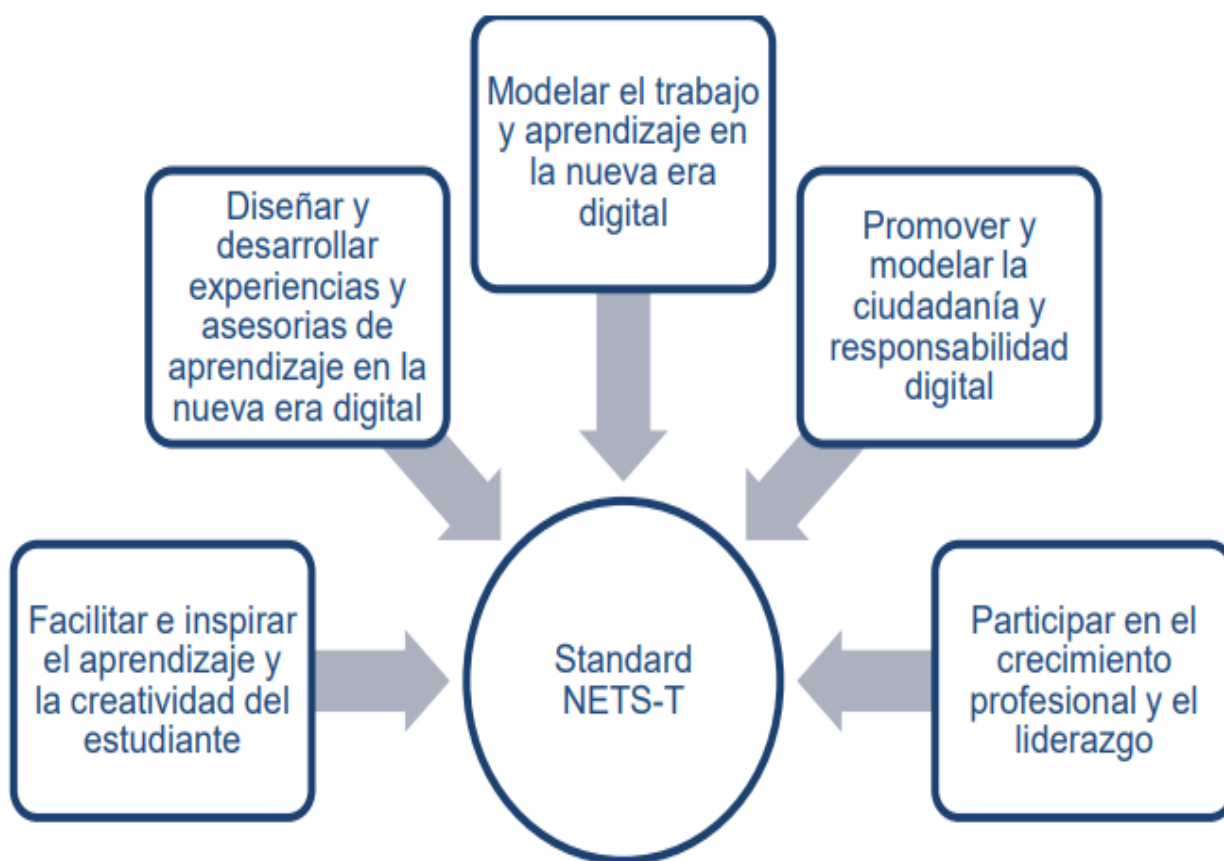 Modelar el trabajo
y aprendizaje en
la nueva era
digital
Diseñar y
desarrollar
experiencias y
asesorias de
aprendizaje en la
nueva era digital
Promover y
modelar la
ciudadanía y
responsabilidad
digital
Facilitar e inspirar
el aprendizaje y
la creatividad del
estudiante
Standard
NETS-T
Participar en el
crecimiento
profesional y el
liderazgo